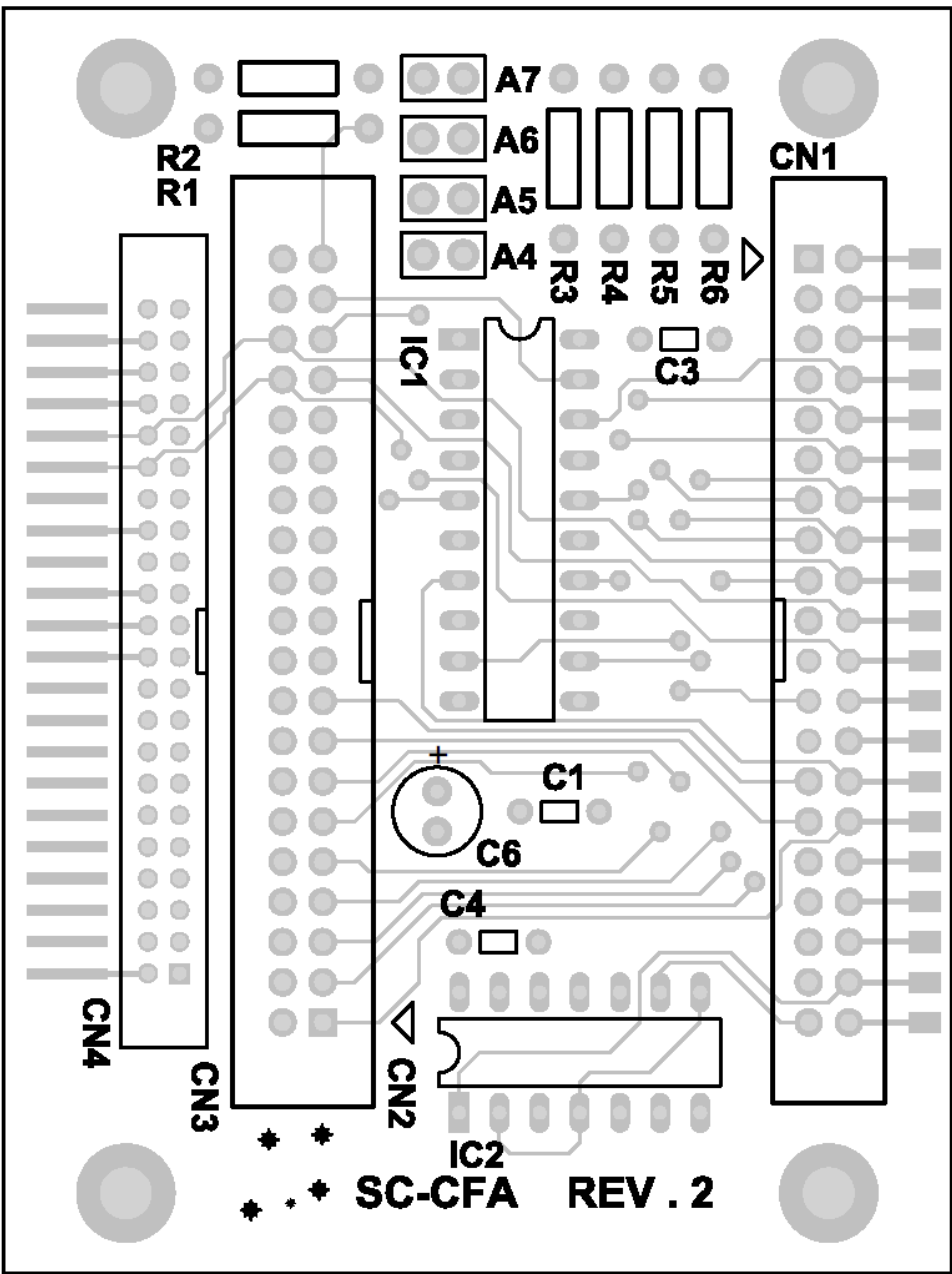 A7
A6
A5
A4
R2
R1
R3
R4
R5
R6
CN1
IC1
C3
+
C1
C6
C4
CN4
CN3
CN2
IC2
SC-CFA REV . 2